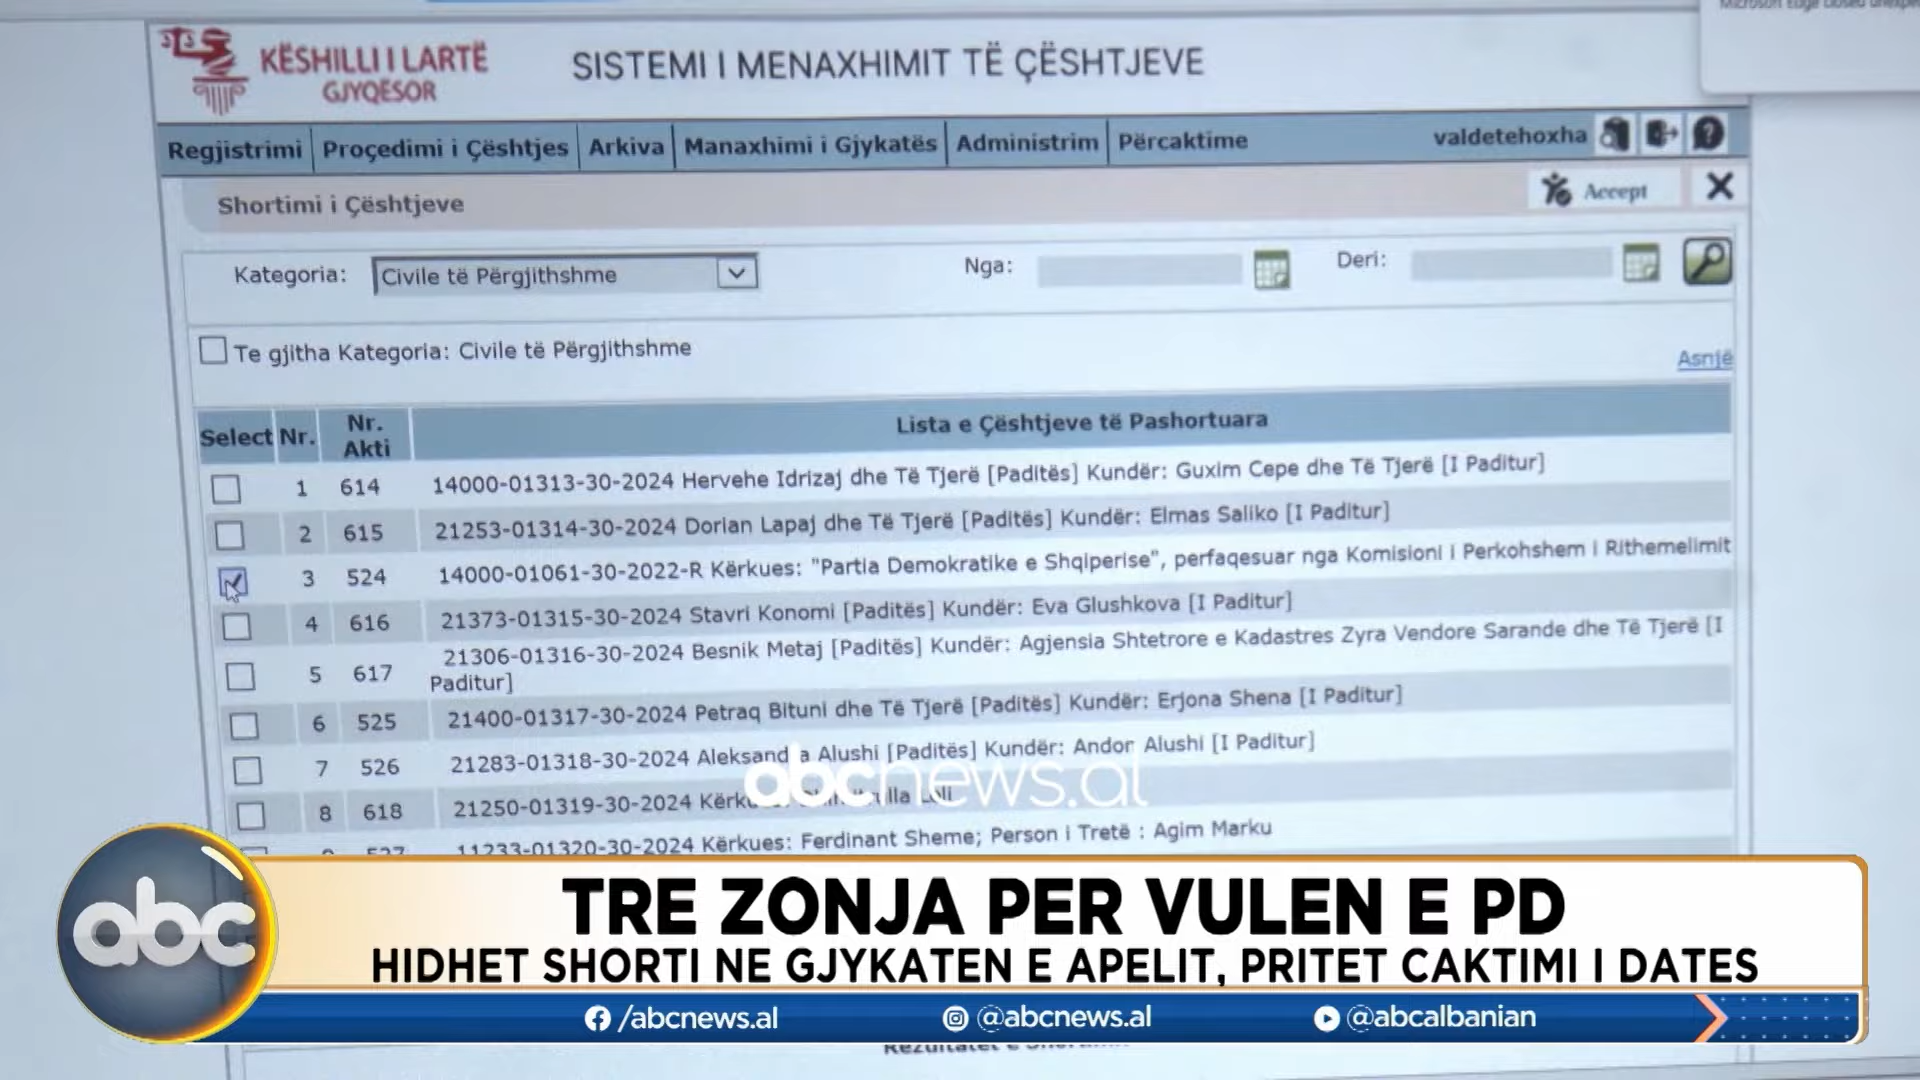 Microsoft Edge closed
KËSHILLI I LARTË
GJYQËSOR
SISTEMI I MENAXHIMIT TË ÇËSHTJEVE
Regjistrimi Proçedimi i Çështjes Arkiva Manaxhimi i Gjykatës Administrim Përcaktime valdetehoxha
Shortimi i Çështjeve Accept
Kategoria: Civile të Përgjithshme Nga: Deri:
Te gjitha Kategoria: Civile të Përgjithshme
Asnjë
Select Nr. Nr. Akti Lista e Çështjeve të Pashortuara
1 614 14000-01313-30-2024 Hervehe Idrizaj dhe Të Tjerë [Paditës] Kundër: Guxim Cepe dhe Të Tjerë [I Paditur]
2 615 21253-01314-30-2024 Dorian Lapaj dhe Të Tjerë [Paditës] Kundër: Elmas Saliko [I Paditur]
3 524 14000-01061-30-2022-R Kërkues: "Partia Demokratike e Shqiperise", perfaqesuar nga Komisioni i Perkohshem i Rithemelimit
4 616 21373-01315-30-2024 Stavri Konomi [Paditës] Kundër: Eva Glushkova [I Paditur]
5 617 21306-01316-30-2024 Besnik Metaj [Paditës] Kundër: Agjensia Shtetrore e Kadastres Zyra Vendore Sarande dhe Të Tjerë [I
Paditur]
6 525 21400-01317-30-2024 Petraq Bituni dhe Të Tjerë [Paditës] Kundër: Erjona Shena [I Paditur]
7 526 21283-01318-30-2024 Aleksandra Alushi [Paditës] Kundër: Andor Alushi [I Paditur]
abcnews.al
8 618 21250-01319-30-2024
527 11233-01320-30-2024 Kërkues: Ferdinant Sheme; Person i Tretë : Agim Marku
abc
TRE ZONJA PER VULEN E PD
HIDHET SHORTI NE GJYKATEN E APELIT, PRITET CAKTIMI I DATES
/abcnews.al @abcnews.al @abcalbanian